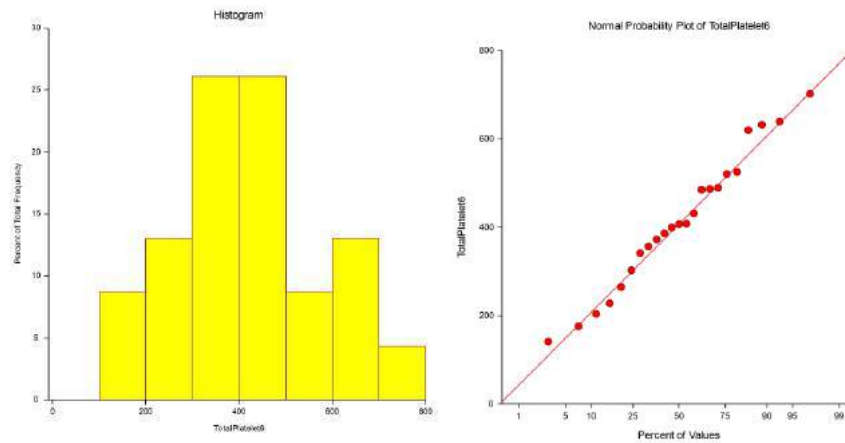 Histogram
Percent of Total Frequency
30
25
20
15
10
5
0
0 200 400 600 800
TotalPlatelet6
Normal Probability Plot of TotalPlatelet6
TotalPlatelet6
800
600
400
200
0
1 5 10 25 50 75 90 95 99
Percent of Values